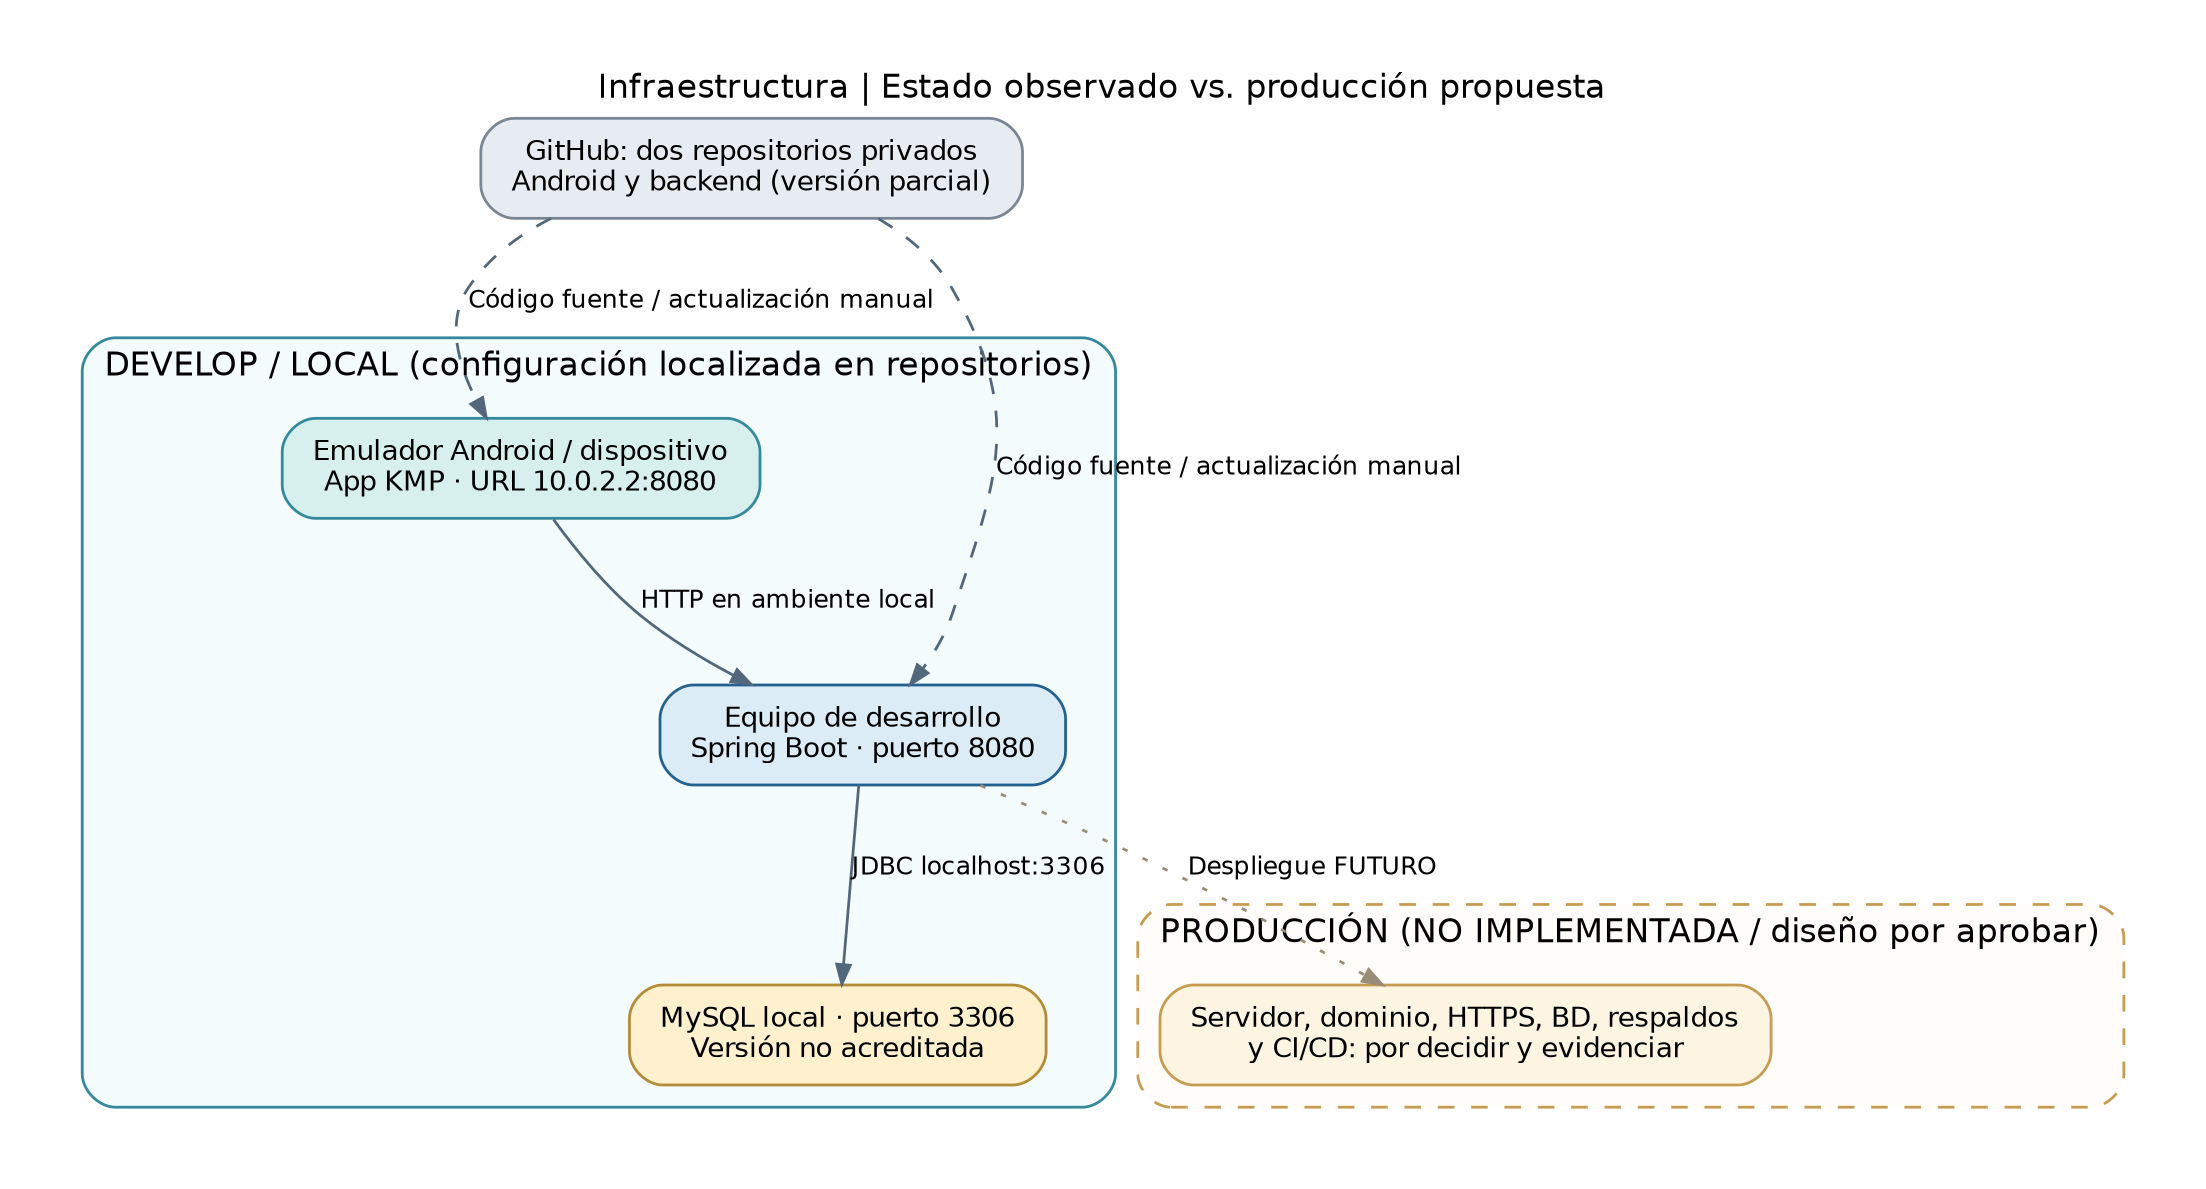 Infraestructura | Estado observado vs. producción propuesta
GitHub: dos repositorios privados
Android y backend (versión parcial)
Código fuente / actualización manual
DEVELOP / LOCAL (configuración localizada en repositorios)
Emulador Android / dispositivo
App KMP · URL 10.0.2.2:8080
Código fuente / actualización manual
HTTP en ambiente local
Equipo de desarrollo
Spring Boot · puerto 8080
JDBC localhost:3306
Despliegue FUTURO
PRODUCCIÓN (NO IMPLEMENTADA / diseño por aprobar)
MySQL local · puerto 3306
Versión no acreditada
Servidor, dominio, HTTPS, BD, respaldos
y CI/CD: por decidir y evidenciar